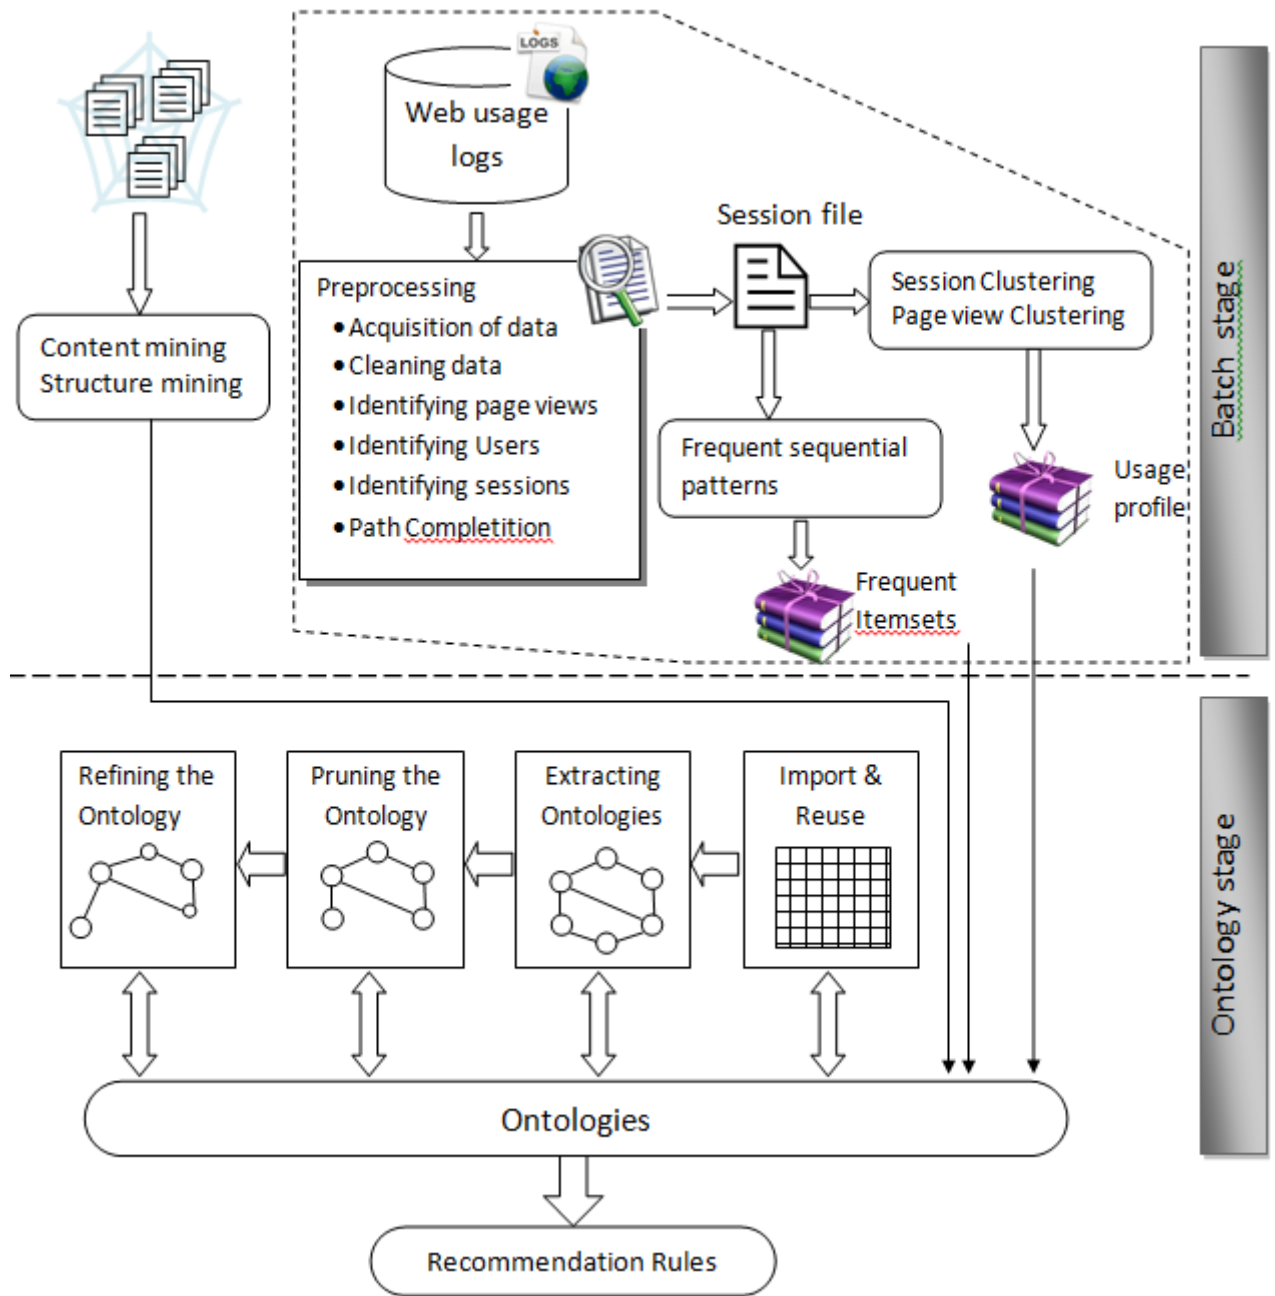 LOGS
Web usage
logs
Session file
Preprocessing
•Acquisition of data
•Cleaning data
•Identifying page views
•Identifying Users
•Identifying sessions
•Path Completition
Session Clustering
Page view Clustering
Content mining
Structure mining
Frequent sequential
patterns
Usage
profile
Frequent
Itemsets
Batch stage
Refining the
Ontology
Pruning the
Ontology
Extracting
Ontologies
Import &
Reuse
Ontology stage
Ontologies
Recommendation Rules